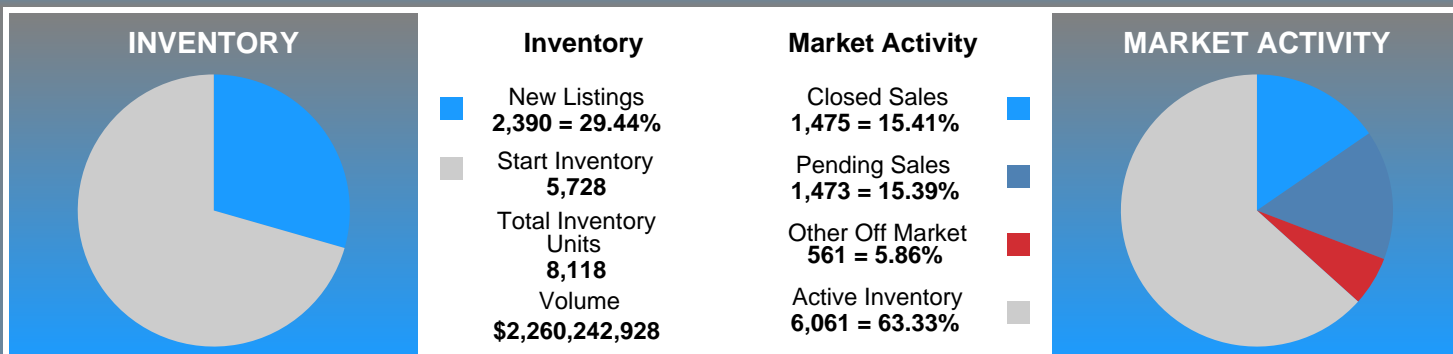 INVENTORY
Inventory
New Listings
2,390 = 29.44%
Start Inventory
5,728
Total Inventory
Units
8,118
Volume
$2,260,242,928
Market Activity
Closed Sales
1,475 = 15.41%
Pending Sales
1,473 = 15.39%
Other Off Market
561 = 5.86%
Active Inventory
6,061 = 63.33%
MARKET ACTIVITY